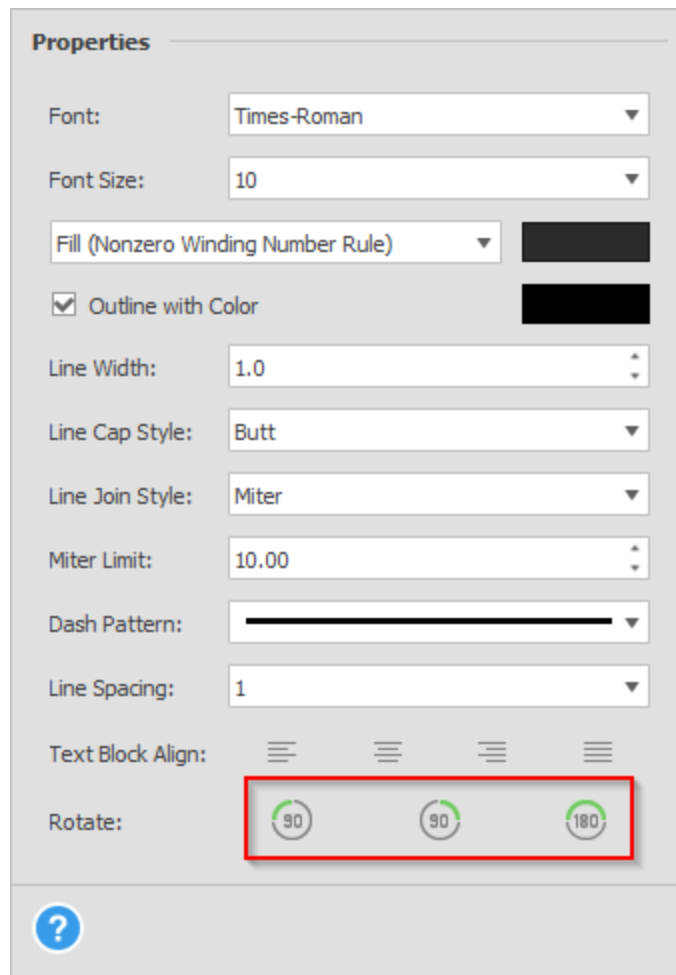 Properties
Font: Times-Roman
Font Size: 10
Fill (Nonzero Winding Number Rule)
Outline with Color
Line Width: 1.0
Line Cap Style: Butt
Line Join Style: Miter
Miter Limit: 10.00
Dash Pattern:
Line Spacing: 1
Text Block Align:
Rotate: 90 90 180
?